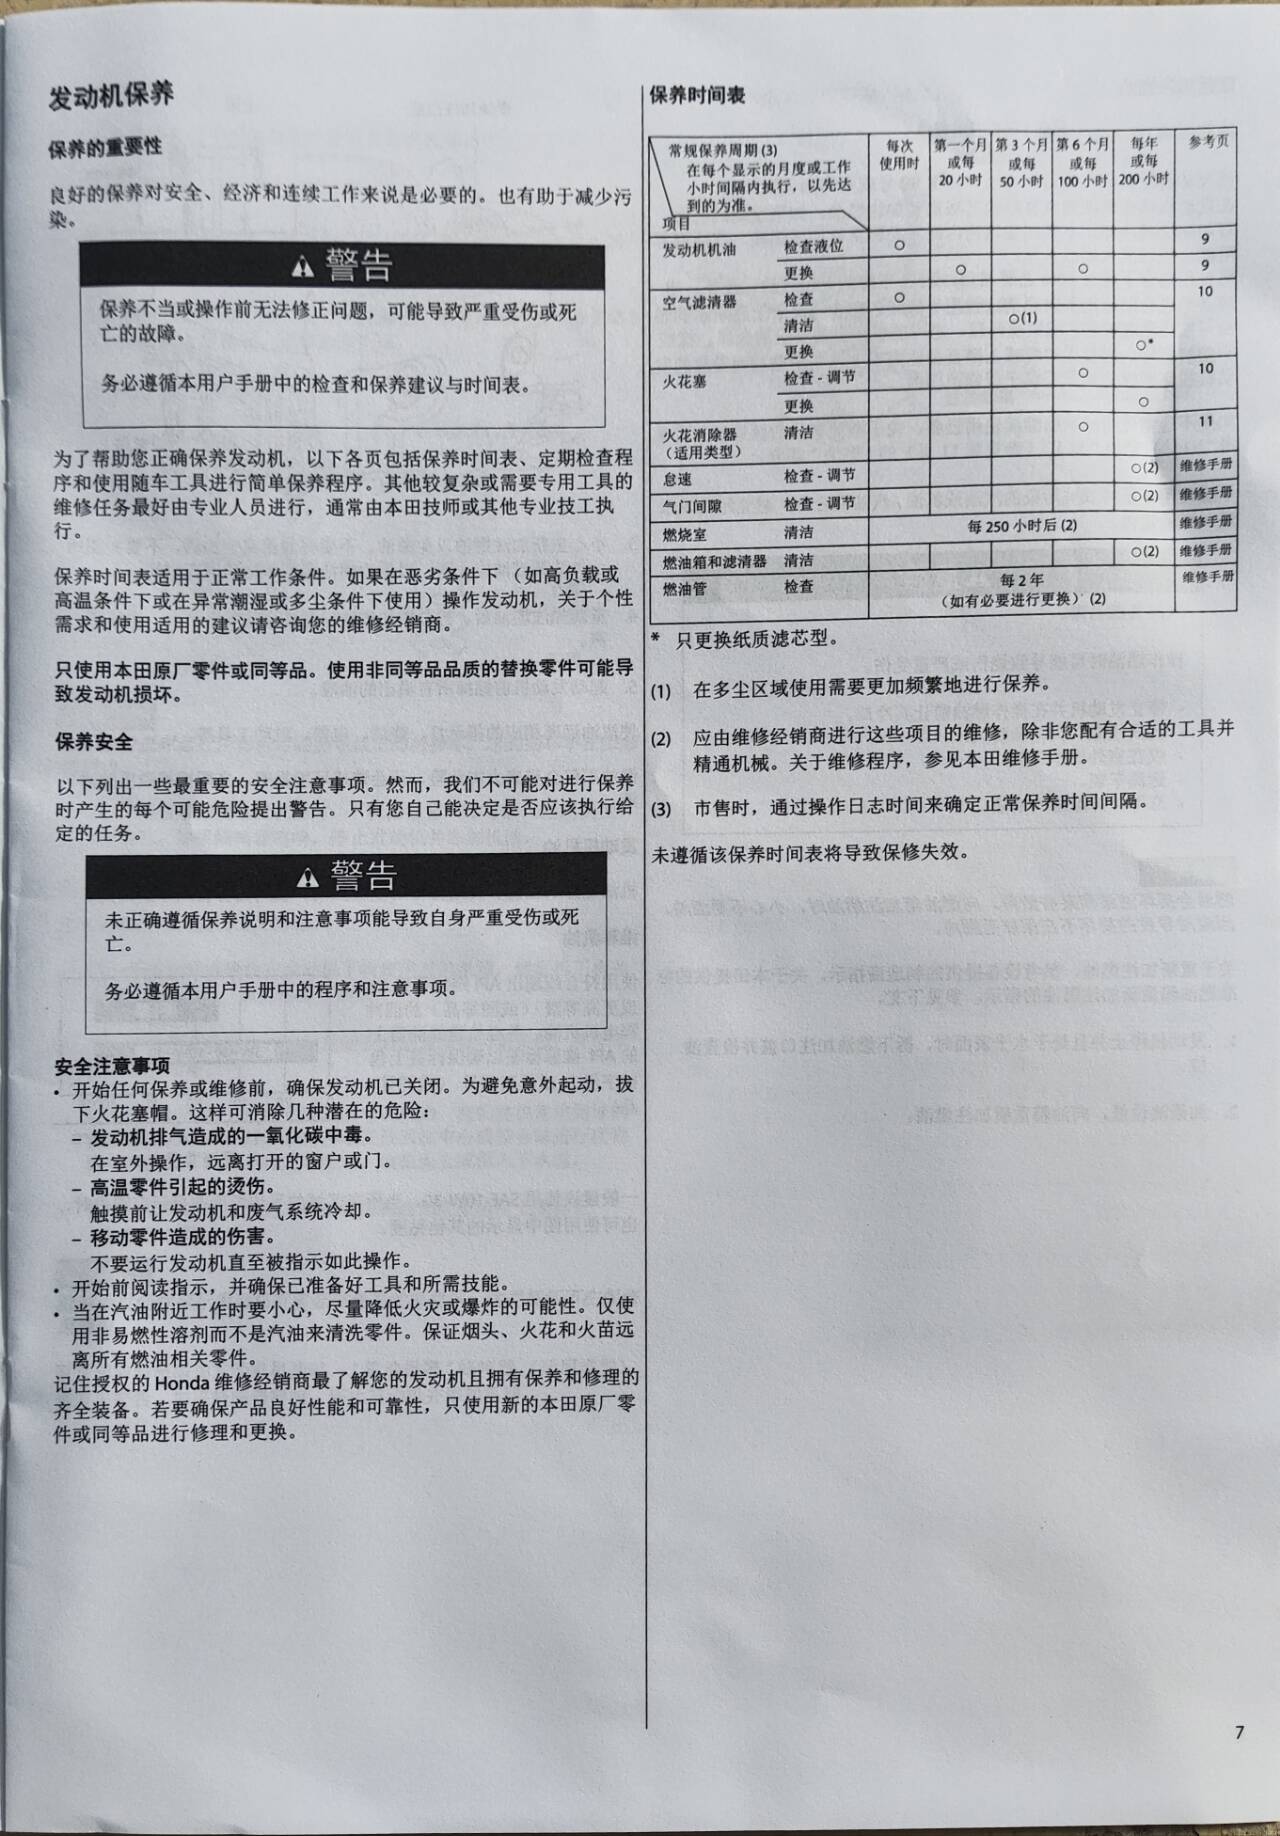 发动机保养
保养的重要性
良好的保养对安全、经济和连续工作来说是必要的。也有助于减少污
染。
警告
保养不当或操作前无法修正问题，可能导致严重受伤或死
亡的故障。
务必遵循本用户手册中的检查和保养建议与时间表。
为了帮助您正确保养发动机，以下各页包括保养时间表、定期检查程
序和使用随车工具进行简单保养程序。其他较复杂或需要专用工具的
维修任务最好由专业人员进行，通常由本田技师或其他专业技工执
行。
保养时间表适用于正常工作条件。如果在恶劣条件下（如高负载或
高温条件下或在异常潮湿或多尘条件下使用）操作发动机，关于个性
需求和使用适用的建议请咨询您的维修经销商。
只使用本田原厂零件或同等品。使用非同等品品质的替换零件可能导
致发动机损坏。
保养安全
以下列出一些最重要的安全注意事项。然而，我们不可能对进行保养
时产生的每个可能危险提出警告。只有您自己能决定是否应该执行给
定的任务。
警告
未正确遵循保养说明和注意事项能导致自身严重受伤或死
亡。
务必遵循本用户手册中的程序和注意事项。
安全注意事项
• 开始任何保养或维修前，确保发动机已关闭。为避免意外起动，拔
下火花塞帽。这样可消除几种潜在的危险：
– 发动机排气造成的一氧化碳中毒。
在室外操作，远离打开的窗户或门。
– 高温零件引起的烫伤。
触摸前让发动机和废气系统冷却。
– 移动零件造成的伤害。
不要运行发动机直至被指示如此操作。
• 开始前阅读指示，并确保已准备好工具和所需技能。
• 当在汽油附近工作时要小心，尽量降低火灾或爆炸的可能性。仅使
用非易燃性溶剂而不是汽油来清洗零件。保证烟头、火花和火苗远
离所有燃油相关零件。
记住授权的 Honda 维修经销商最了解您的发动机且拥有保养和修理的
齐全装备。若要确保产品良好性能和可靠性，只使用新的本田原厂零
件或同等品进行修理和更换。
保养时间表
常规保养周期 (3) 每次 第一个月 第 3 个月 第 6 个月 每年 参考页
在每个显示的月度或工作 使用时 或每 或每 或每 或每
小时间隔内执行，以先达 20 小时 50 小时 100 小时 200 小时
到的为准。
项目
发动机机油 检查液位 ○ 9
更换 ○ ○ 9
空气滤清器 检查 ○ 10
清洁 ○(1)
更换 ○*
火花塞 检查 - 调节 ○ 10
更换 ○
火花消除器 清洁 ○ 11
（适用类型）
怠速 检查 - 调节 ○(2) 维修手册
气门间隙 检查 - 调节 ○(2) 维修手册
燃烧室 清洁 每 250 小时后 (2) 维修手册
燃油箱和滤清器 清洁 ○(2) 维修手册
燃油管 检查 每 2 年 维修手册
（如有必要进行更换） (2)
* 只更换纸质滤芯型。
(1) 在多尘区域使用需要更加频繁地进行保养。
(2) 应由维修经销商进行这些项目的维修，除非您配有合适的工具并
精通机械。关于维修程序，参见本田维修手册。
(3) 市售时，通过操作日志时间来确定正常保养时间间隔。
未遵循该保养时间表将导致保修失效。
7